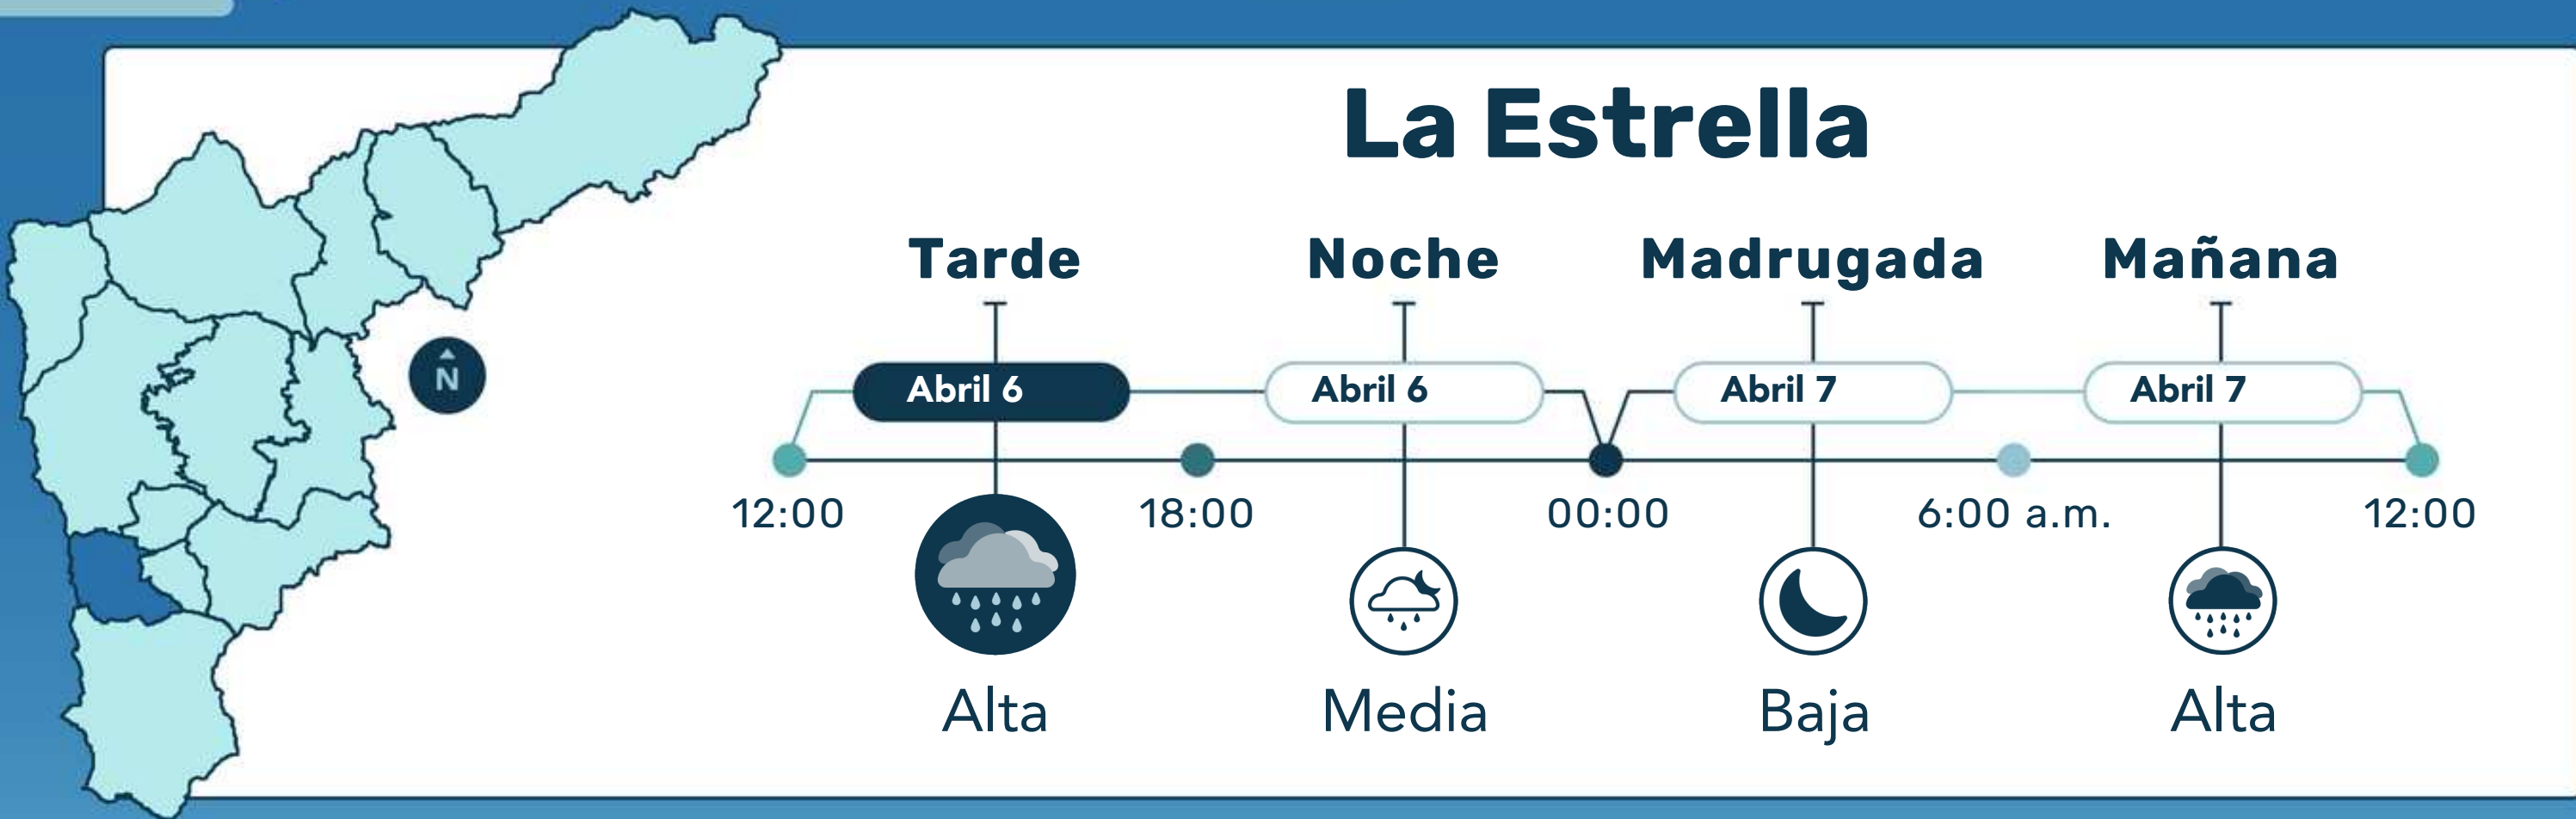 La Estrella
Tarde Noche Madrugada Mañana
Abril 6 Abril 6 Abril 7 Abril 7
N
12:00 18:00 00:00 6:00 a.m. 12:00
Alta Media Baja Alta